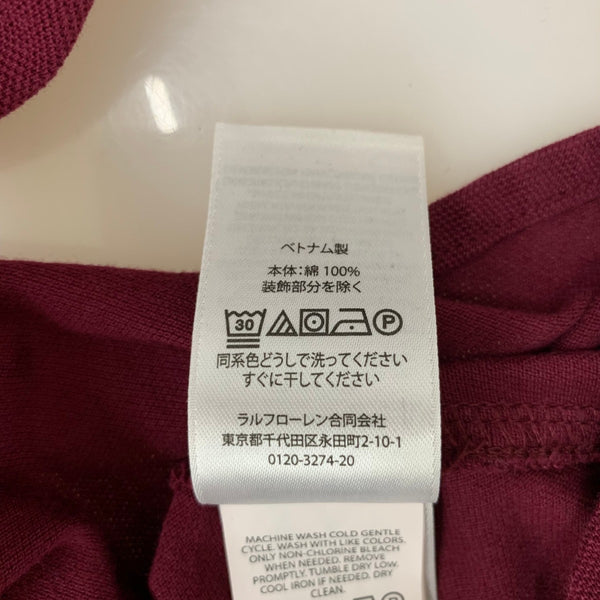 ベトナム製
本体:綿 100%
装飾部分を除く
30 P
同系色どうしで洗ってください
すぐに干してください
ラルフローレン合同会社
東京都千代田区永田町2-10-1
0120-3274-20
MACHINE WASH COLD GENTLE
CYCLE. WASH WITH LIKE COLORS.
ONLY NON-CHLORINE BLEACH
WHEN NEEDED. REMOVE
PROMPTLY. TUMBLE DRY LOW.
COOL IRON IF NEEDED. DRY
CLEAN